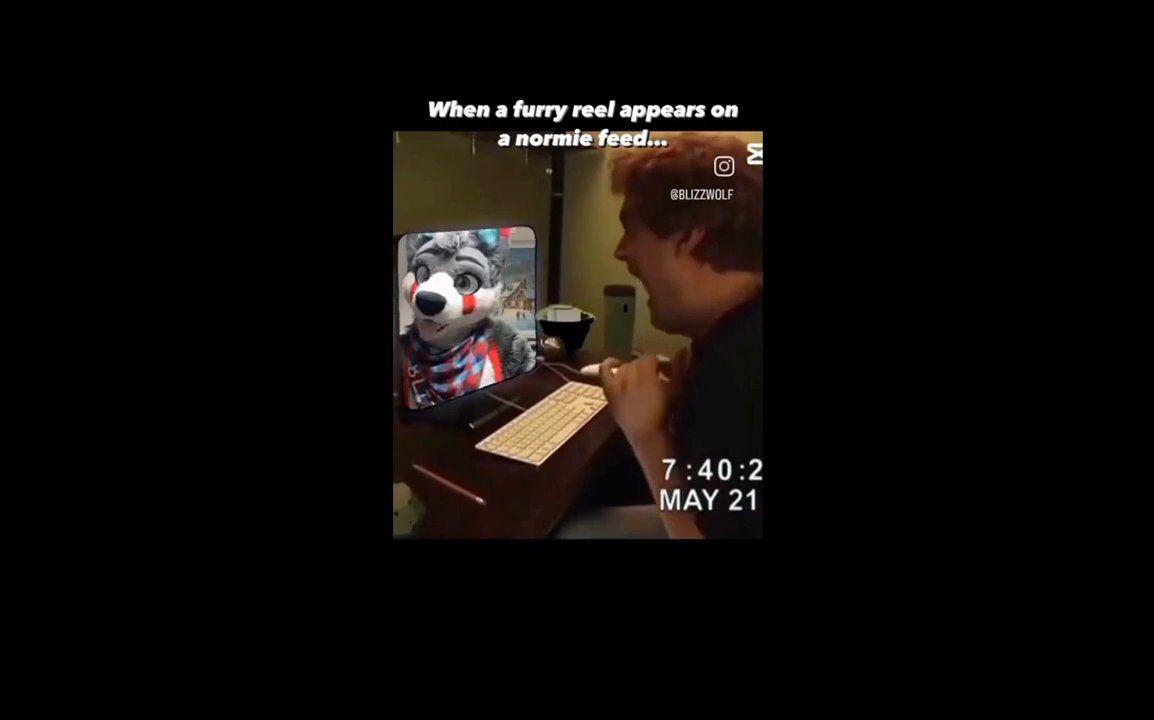 When a furry reel appears on
a normie feed...
@BLIZZWOLF
7:40:2
MAY 21